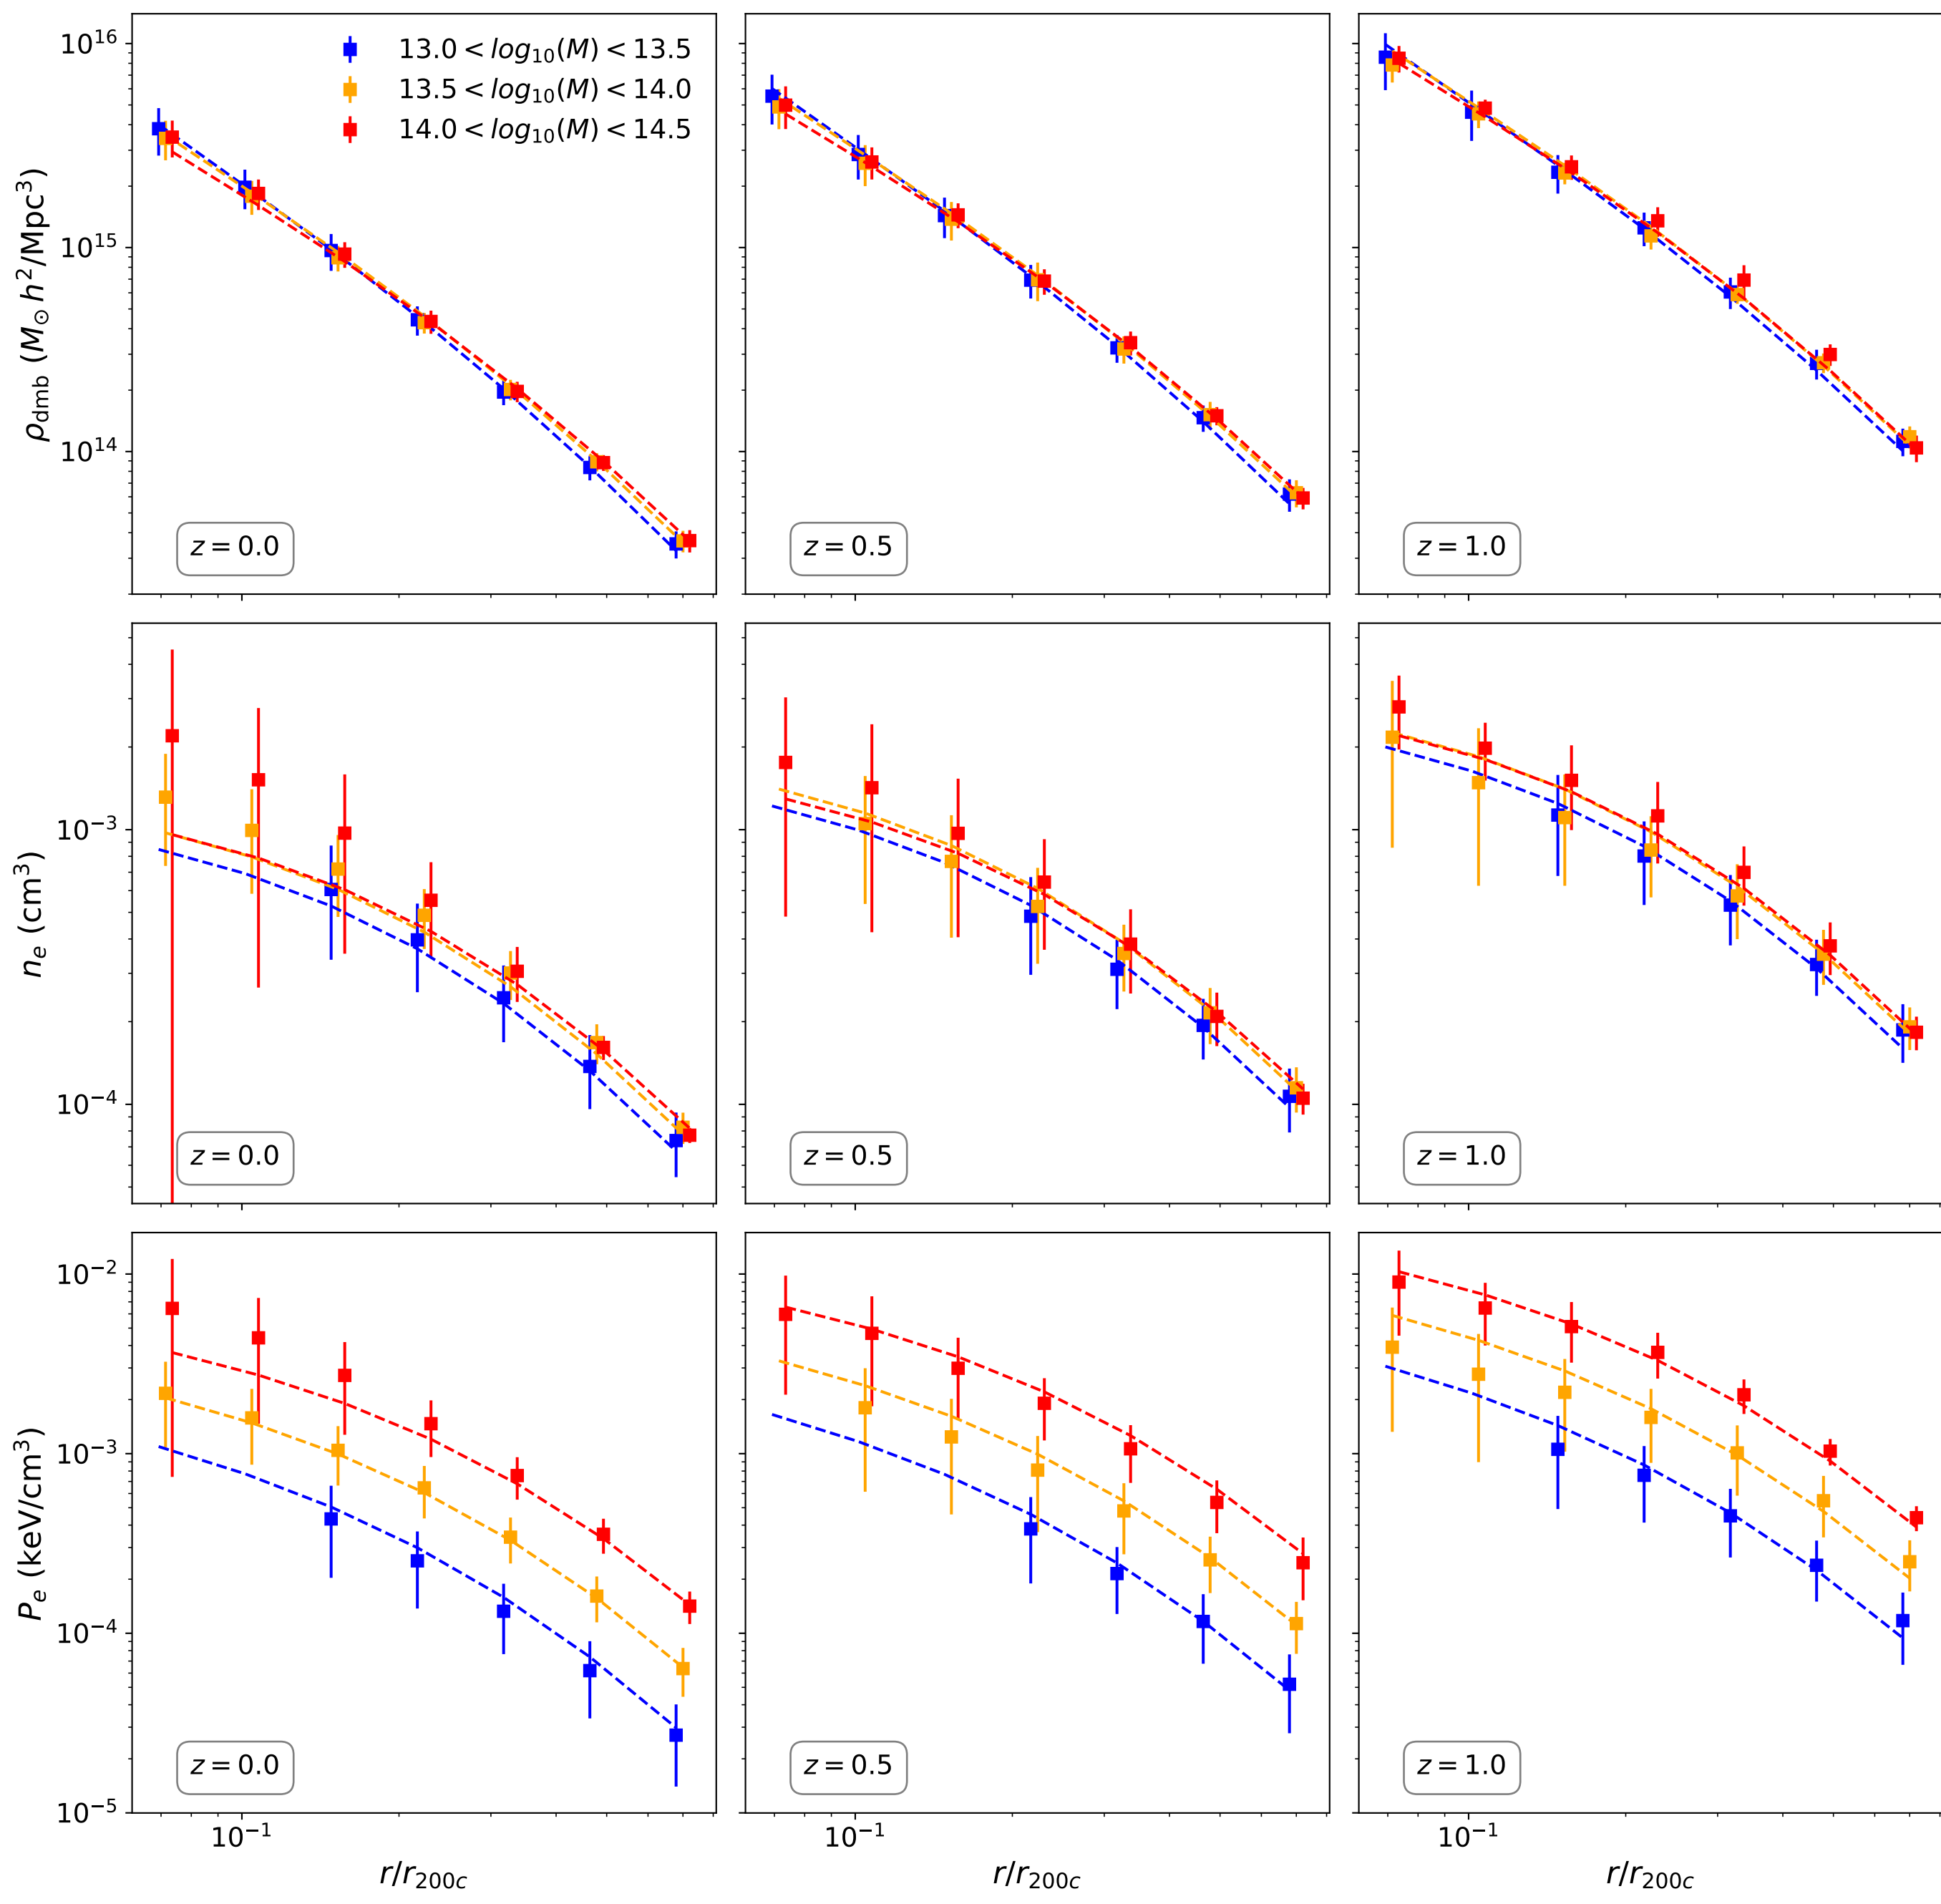 10^16
10^15
10^14
ρ_dmb (M_⊙ h^2/Mpc^3)
13.0 < log_10(M) < 13.5
13.5 < log_10(M) < 14.0
14.0 < log_10(M) < 14.5
z = 0.0
z = 0.5
z = 1.0
10^−3
10^−4
n_e (cm^3)
z = 0.0
z = 0.5
z = 1.0
10^−2
10^−3
10^−4
10^−5
P_e (keV/cm^3)
z = 0.0
z = 0.5
z = 1.0
10^−1
10^−1
10^−1
r/r_200c
r/r_200c
r/r_200c